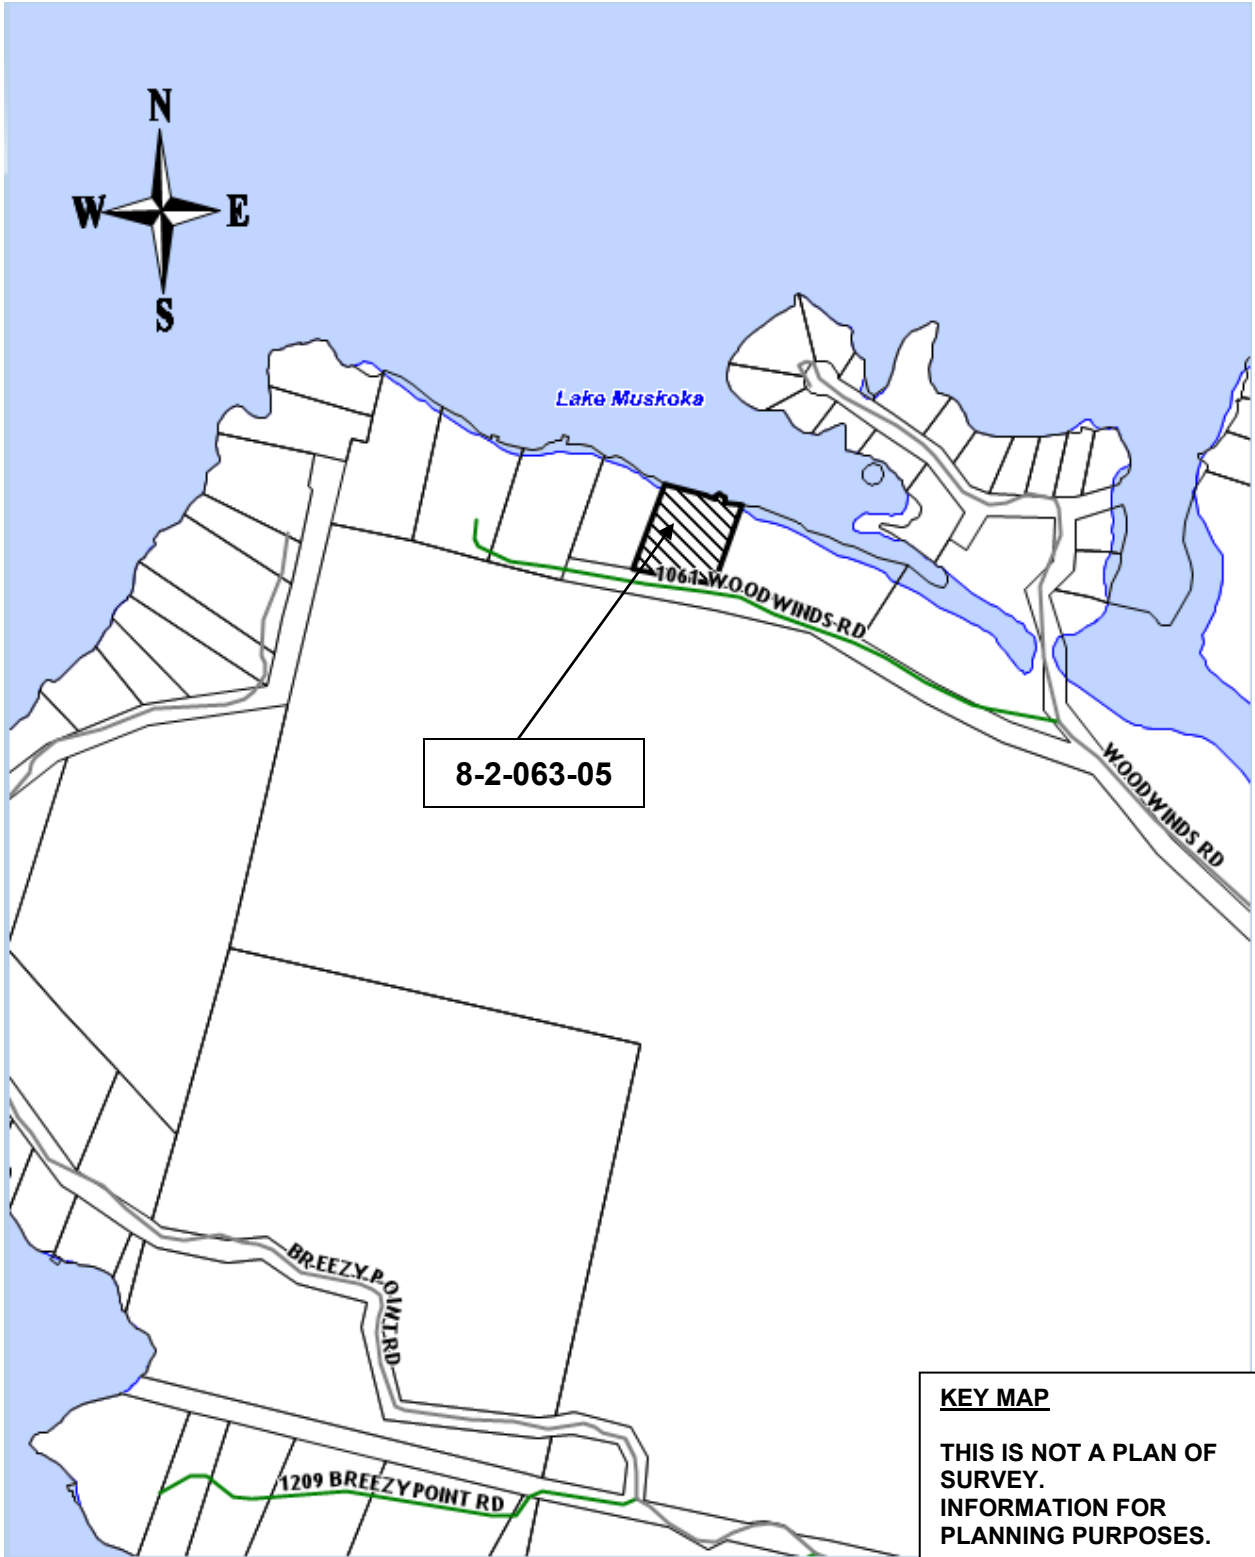 N
W E
S
Lake Muskoka
1061 WOODWINDS RD
8-2-063-05
WOODWINDS RD
BREEZY POINT RD
1209 BREEZY POINT RD
KEY MAP
THIS IS NOT A PLAN OF
SURVEY.
INFORMATION FOR
PLANNING PURPOSES.